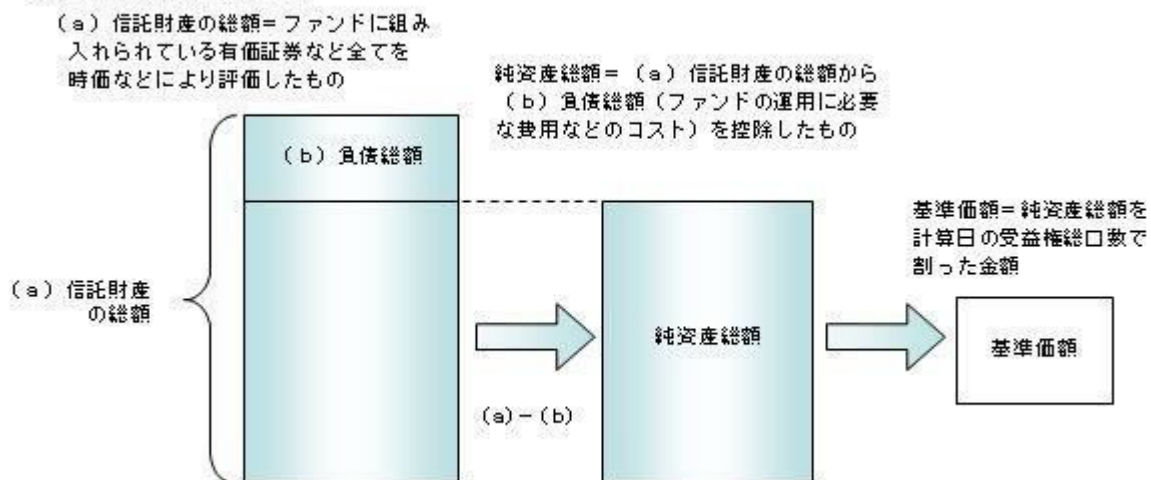 (a)信託財産の総額=ファンドに組み
入れられている有価証券など全てを
時価などにより評価したもの
純資産総額=(a)信託財産の総額から
(b)負債総額(ファンドの運用に必要
な費用などのコスト)を控除したもの
(b)負債総額
基準価額=純資産総額を
計算日の受益権総口数で
割った金額
(a)信託財産
の総額
純資産総額
基準価額
(a)-(b)